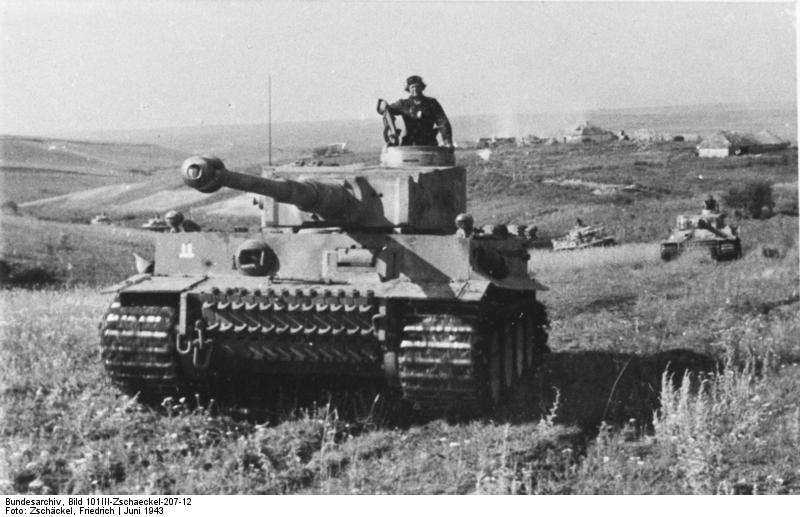 Bundesarchiv, Bild 101III-Zschaeckel-207-12
Foto: Zschäckel, Friedrich | Juni 1943